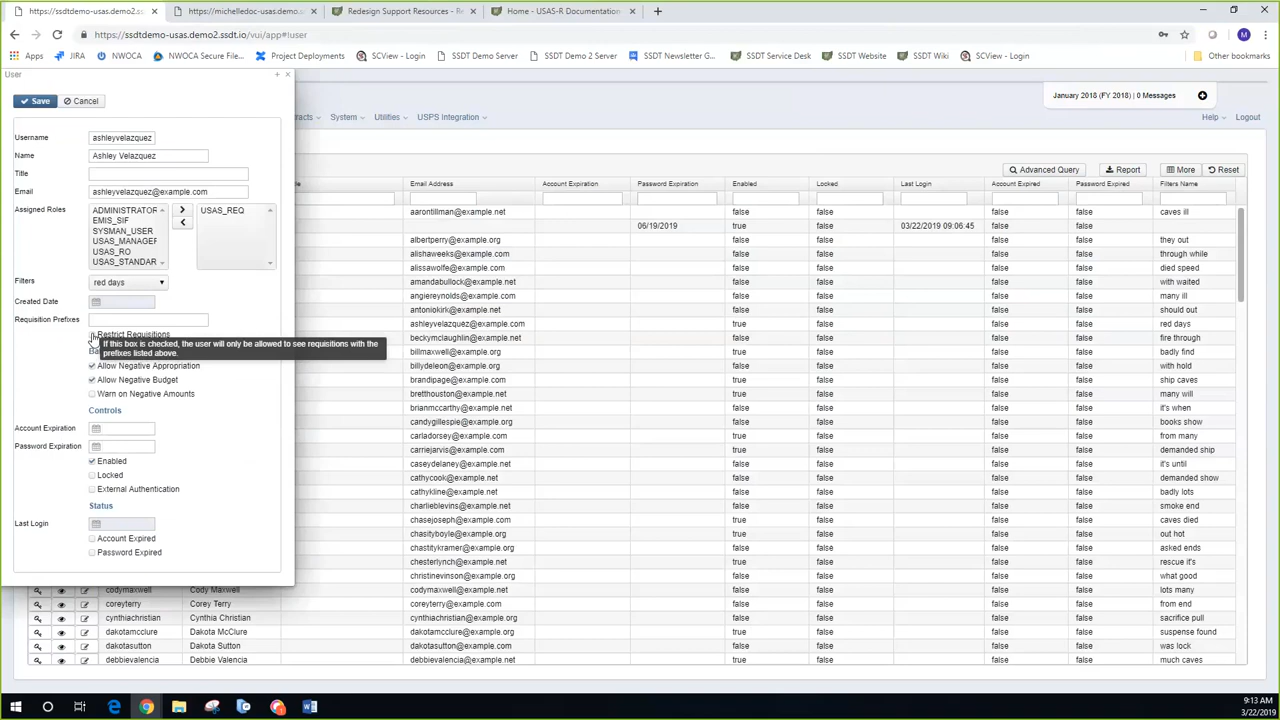 https://ssdtdemo-usas.demo2.ssdt.io
https://michelledoc-usas.demo.s
Redesign Support Resources - Re
Home - USAS-R Documentation
https://ssdtdemo-usas.demo2.ssdt.io/vui/app#!user
Apps
JIRA
NWOCA
NWOCA Secure File...
Project Deployments
SCView - Login
SSDT Demo Server
SSDT Demo 2 Server
SSDT Newsletter G...
SSDT Service Desk
SSDT Website
SSDT Wiki
SCView - Login
Other bookmarks
User
January 2018 (FY 2018) | 0 Messages
Save
Cancel
racts
System
Utilities
USPS Integration
Help
Logout
Username
ashleyvelazquez
Name
Ashley Velazquez
Title
Email
ashleyvelazquez@example.com
Assigned Roles
ADMINISTRATOR
EMIS_SIF
SYSMAN_USER
USAS_MANAGER
USAS_RO
USAS_STANDAR
USAS_REQ
Filters
red days
Created Date
Requisition Prefixes
Restrict Requisitions
If this box is checked, the user will only be allowed to see requisitions with the
prefixes listed above.
Ba
Allow Negative Appropriation
Allow Negative Budget
Warn on Negative Amounts
Controls
Account Expiration
Password Expiration
Enabled
Locked
External Authentication
Status
Last Login
Account Expired
Password Expired
Advanced Query
Report
More
Reset
tle Email Address Account Expiration Password Expiration Enabled Locked Last Login Account Expired Password Expired Filters Name
aarontillman@example.net false false false false caves ill
06/19/2019 true false 03/22/2019 09:06:45 false false
albertperry@example.org false false false false they out
alishaweeks@example.com false false false false through while
alissawolfe@example.com false false false false died speed
amandabullock@example.net false false false false with waited
angiereynolds@example.com false false false false many ill
antoniokirk@example.net false false false false should out
ashleyvelazquez@example.com true false false false red days
beckymclaughlin@example.net false false false false fire through
billmaxwell@example.org true false false false badly find
billydeleon@example.org false false false false with hold
brandipage@example.com true false false false ship caves
bretthouston@example.net true false false false many will
brianmccarthy@example.net false false false false it's when
candygillespie@example.org false false false false books show
carladorsey@example.com true false false false from many
carriejarvis@example.com true false false false demanded ship
caseydelaney@example.net false false false false it's until
cathycook@example.net false false false false demanded show
cathykline@example.net false false false false badly lots
charlieblevins@example.com false false false false smoke end
chasejoseph@example.com true false false false caves died
chasityboyle@example.com true false false false out hot
chastitykramer@example.org false false false false asked ends
chesterlynch@example.net true false false false rescue it's
christinevinson@example.com false false false false what good
codymaxwell Cody Maxwell codymaxwell@example.net false false false false lots many
coreyterry Corey Terry coreyterry@example.com false false false false from end
cynthiachristian Cynthia Christian cynthiachristian@example.org false false false false sacrifice pull
dakotamcclure Dakota McClure dakotamcclure@example.org true false false false suspense found
dakotasutton Dakota Sutton dakotasutton@example.com false false false false was lock
debbievalencia Debbie Valencia debbievalencia@example.net true false false false much caves
9:13 AM
3/22/2019